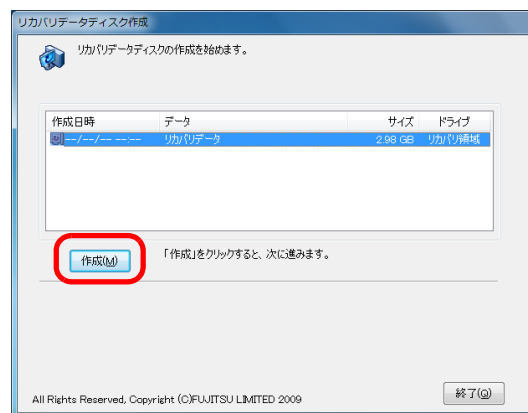 リカバリデータディスク作成
リカバリデータディスクの作成を始めます。
作成日時 データ サイズ ドライブ
--/--/-- --:-- リカバリデータ 2.98 GB リカバリ領域
作成(M) 「作成」をクリックすると、次に進みます。
All Rights Reserved, Copyright (C)FUJITSU LIMITED 2009
終了(Q)